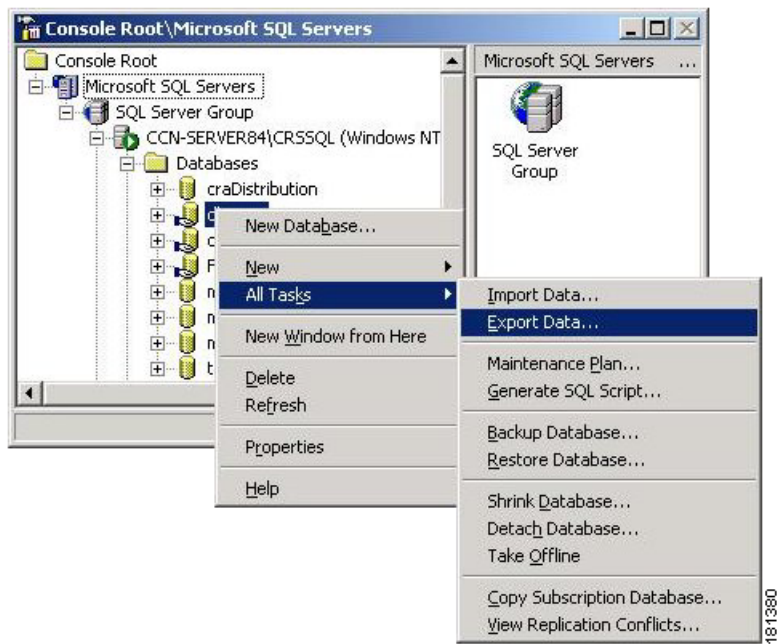 Console Root\Microsoft SQL Servers
Console Root
Microsoft SQL Servers
SQL Server Group
CCN-SERVER84\CRSSQL (Windows NT
Databases
craDistribution
Microsoft SQL Servers ...
SQL Server
Group
New Database...
New
All Tasks
New Window from Here
Delete
Refresh
Properties
Help
Import Data...
Export Data...
Maintenance Plan...
Generate SQL Script...
Backup Database...
Restore Database...
Shrink Database...
Detach Database...
Take Offline
Copy Subscription Database...
View Replication Conflicts...
181380